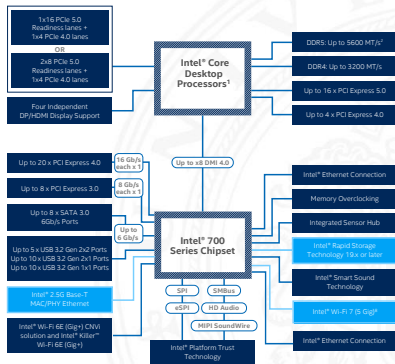 1x16 PCIe 5.0
Readiness lanes +
1x4 PCIe 4.0 lanes
OR
2x8 PCIe 5.0
Readiness lanes +
1x4 PCIe 4.0 lanes
Four Independent
DP/HDMI Display Support
Intel® Core
Desktop
Processors¹
DDR5: Up to 5600 MT/s²
DDR4: Up to 3200 MT/s
Up to 16 x PCI Express 5.0
Up to 4 x PCI Express 4.0
Up to x8 DMI 4.0
Up to 20 x PCI Express 4.0
16 Gb/s
each x 1
Up to 8 x PCI Express 3.0
8 Gb/s
each x 1
Up to 8 x SATA 3.0
6Gb/s Ports
Up to
6 Gb/s
Up to 5 x USB 3.2 Gen 2x2 Ports
Up to 10 x USB 3.2 Gen 2x1 Ports
Up to 10 x USB 3.2 Gen 1x1 Ports
Intel® 2.5G Base-T
MAC/PHY Ethernet
Intel® Wi-Fi 6E (Gig+) CNVi
solution and Intel® Killer™
Wi-Fi 6E (Gig+)
Intel® 700
Series Chipset
SPI
SMBus
eSPI
HD Audio
MIPI SoundWire
Intel® Platform Trust
Technology
Intel® Ethernet Connection
Memory Overclocking
Integrated Sensor Hub
Intel® Rapid Storage
Technology 19.x or later
Intel® Smart Sound
Technology
Intel® Wi-Fi 7 (5 Gig)
Intel® Ethernet Connection